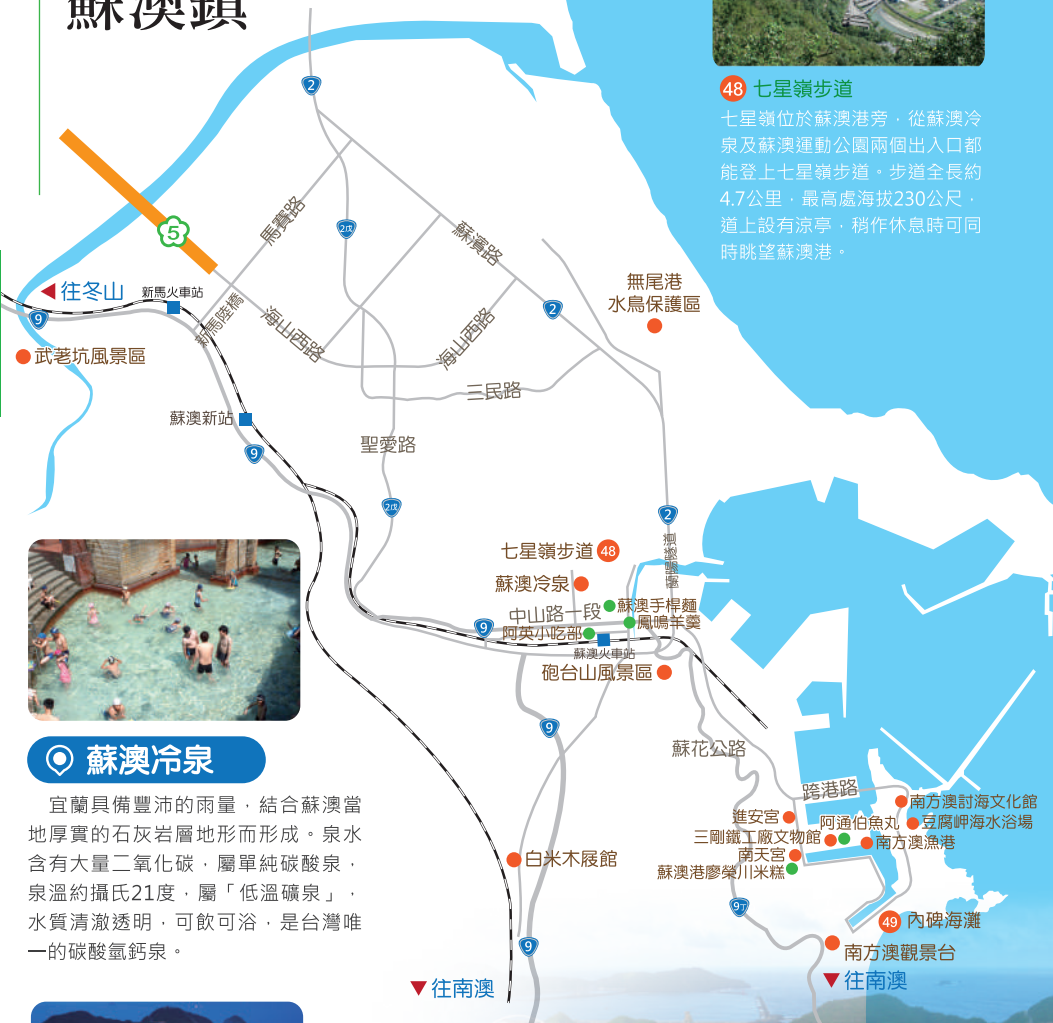 蘇澳鎮
48 七星嶺步道
七星嶺位於蘇澳港旁，從蘇澳冷
泉及蘇澳運動公園兩個出入口都
能登上七星嶺步道。步道全長約
4.7公里，最高處海拔230公尺，
道上設有涼亭，稍作休息時可同
時眺望蘇澳港。
2
5
馬賽路
2戊
蘇濱路
往冬山
新馬火車站
9
新馬陸橋
海山西路
海山西路
2
無尾港
水鳥保護區
武荖坑風景區
三民路
蘇澳新站
9
聖愛路
2戊
2
蘭陽隧道
七星嶺步道 48
蘇澳冷泉
中山路一段
蘇澳手桿麵
9
阿英小吃部
鳳鳴羊羹
蘇澳火車站
砲台山風景區
9
蘇花公路
跨港路
南方澳討海文化館
進安宮
阿通伯魚丸
豆腐岬海水浴場
三剛鐵工廠文物館
南方澳漁港
南天宮
蘇澳港廖榮川米糕
白米木屐館
9丁
49 內碑海灘
9
南方澳觀景台
往南澳
往南澳
蘇澳冷泉
宜蘭具備豐沛的雨量，結合蘇澳當
地厚實的石灰岩層地形而形成。泉水
含有大量二氧化碳，屬單純碳酸泉，
泉溫約攝氏21度，屬「低溫礦泉」，
水質清澈透明，可飲可浴，是台灣唯
一的碳酸氫鈣泉。